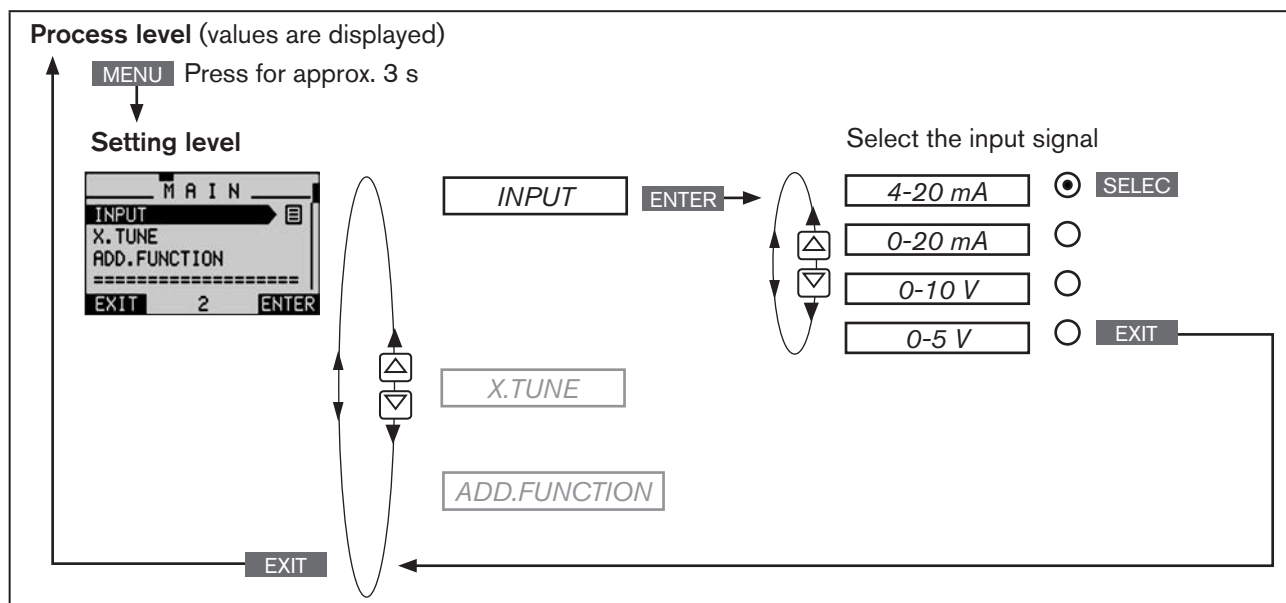 Process level (values are displayed)
MENU Press for approx. 3 s
Setting level
MAIN
INPUT
X.TUNE
ADD.FUNCTION
====================
EXIT 2 ENTER
INPUT ENTER
X.TUNE
ADD.FUNCTION
Select the input signal
4-20 mA SELEC
0-20 mA
0-10 V
0-5 V EXIT
EXIT